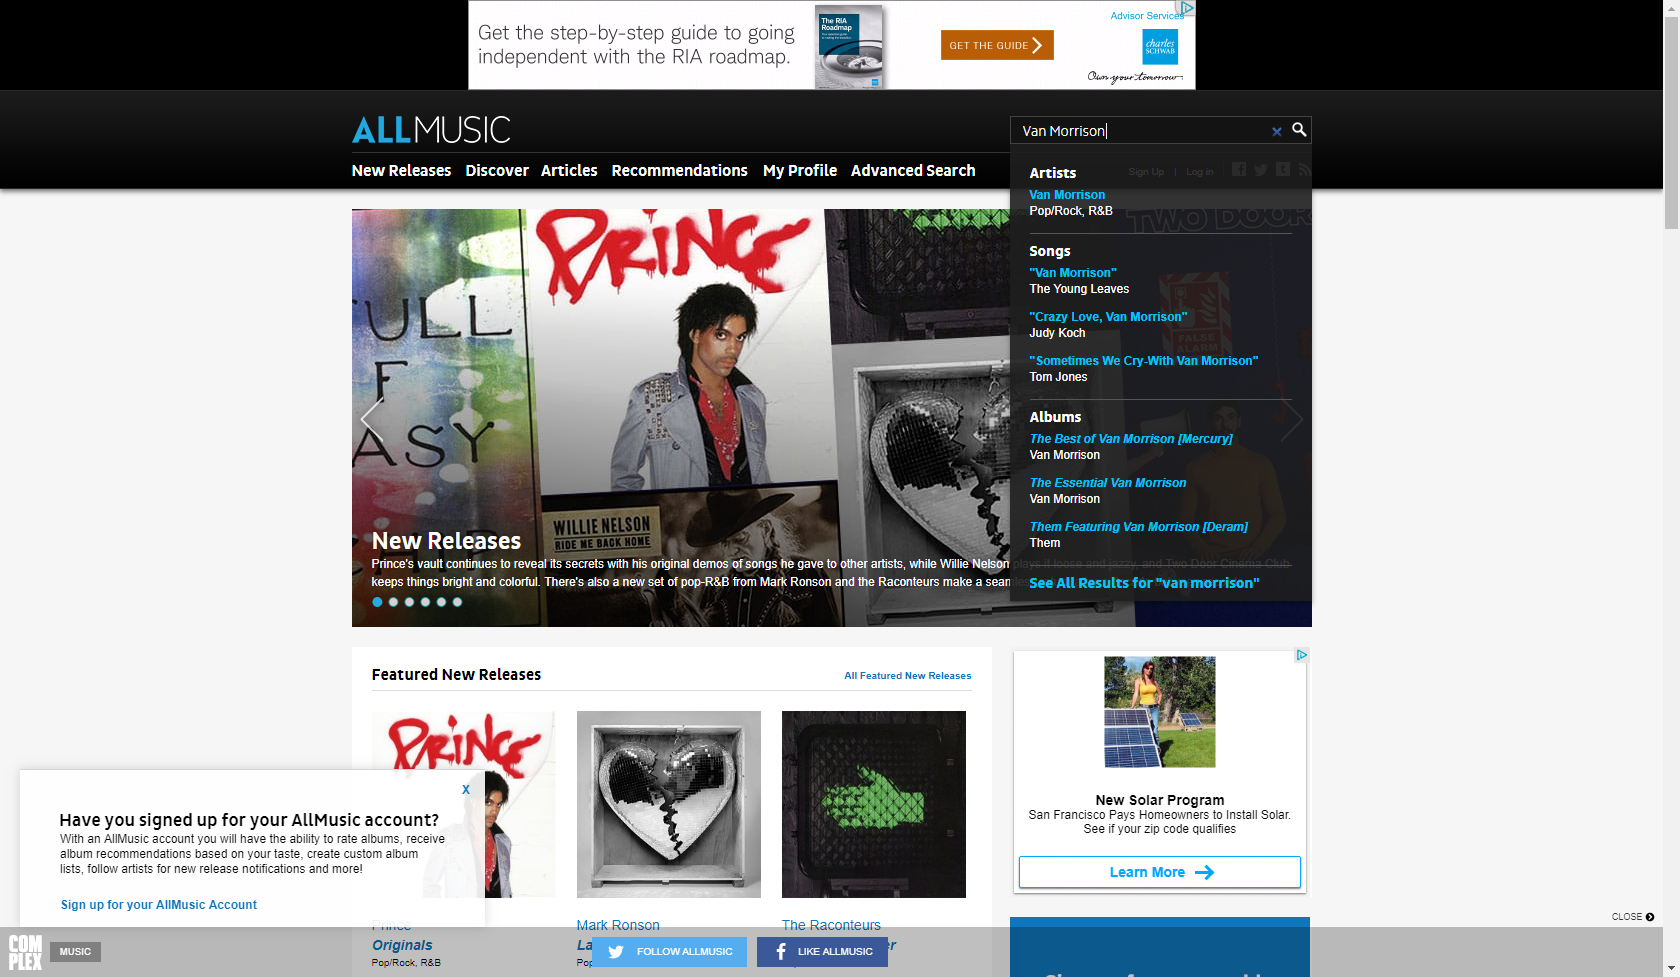 Get the step-by-step guide to going
independent with the RIA roadmap.
The RIA
Roadmap
GET THE GUIDE
Advisor Services
charles
SCHWAB
Own your tomorrow
ALLMUSIC
Van Morrison
New Releases Discover Articles Recommendations My Profile Advanced Search
Sign Up | Log in
Artists
Van Morrison
Pop/Rock, R&B
Songs
"Van Morrison"
The Young Leaves
"Crazy Love, Van Morrison"
Judy Koch
"Sometimes We Cry-With Van Morrison"
Tom Jones
Albums
The Best of Van Morrison [Mercury]
Van Morrison
The Essential Van Morrison
Van Morrison
Them Featuring Van Morrison [Deram]
Them
See All Results for "van morrison"
PRINCE
TWO DOOR
FALSE
ALARM
ULL
F
ASY
WILLIE NELSON
RIDE ME BACK HOME
New Releases
Prince's vault continues to reveal its secrets with his original demos of songs he gave to other artists, while Willie Nelson plays it loose and jazzy, and Two Door Cinema Club
keeps things bright and colorful. There's also a new set of pop-R&B from Mark Ronson and the Raconteurs make a
Featured New Releases
All Featured New Releases
PRINCE
Prince
Originals
Pop/Rock, R&B
Mark Ronson
La
Pop
The Raconteurs
er
X
Have you signed up for your AllMusic account?
With an AllMusic account you will have the ability to rate albums, receive
album recommendations based on your taste, create custom album
lists, follow artists for new release notifications and more!
Sign up for your AllMusic Account
New Solar Program
San Francisco Pays Homeowners to Install Solar.
See if your zip code qualifies
Learn More
CLOSE
COM
PLEX
MUSIC
FOLLOW ALLMUSIC
LIKE ALLMUSIC